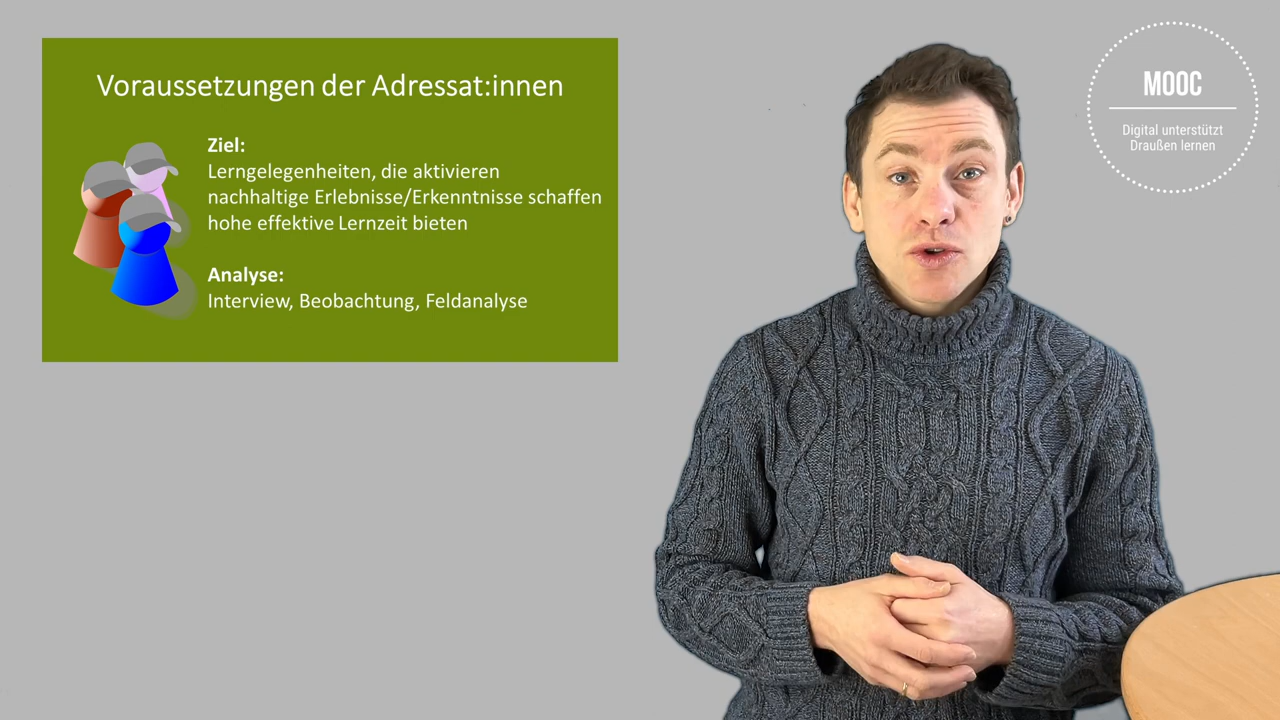 Voraussetzungen der Adressat:innen
Ziel:
Lerngelegenheiten, die aktivieren
nachhaltige Erlebnisse/Erkenntnisse schaffen
hohe effektive Lernzeit bieten
Analyse:
Interview, Beobachtung, Feldanalyse
MOOC
Digital unterstützt
Draußen lernen